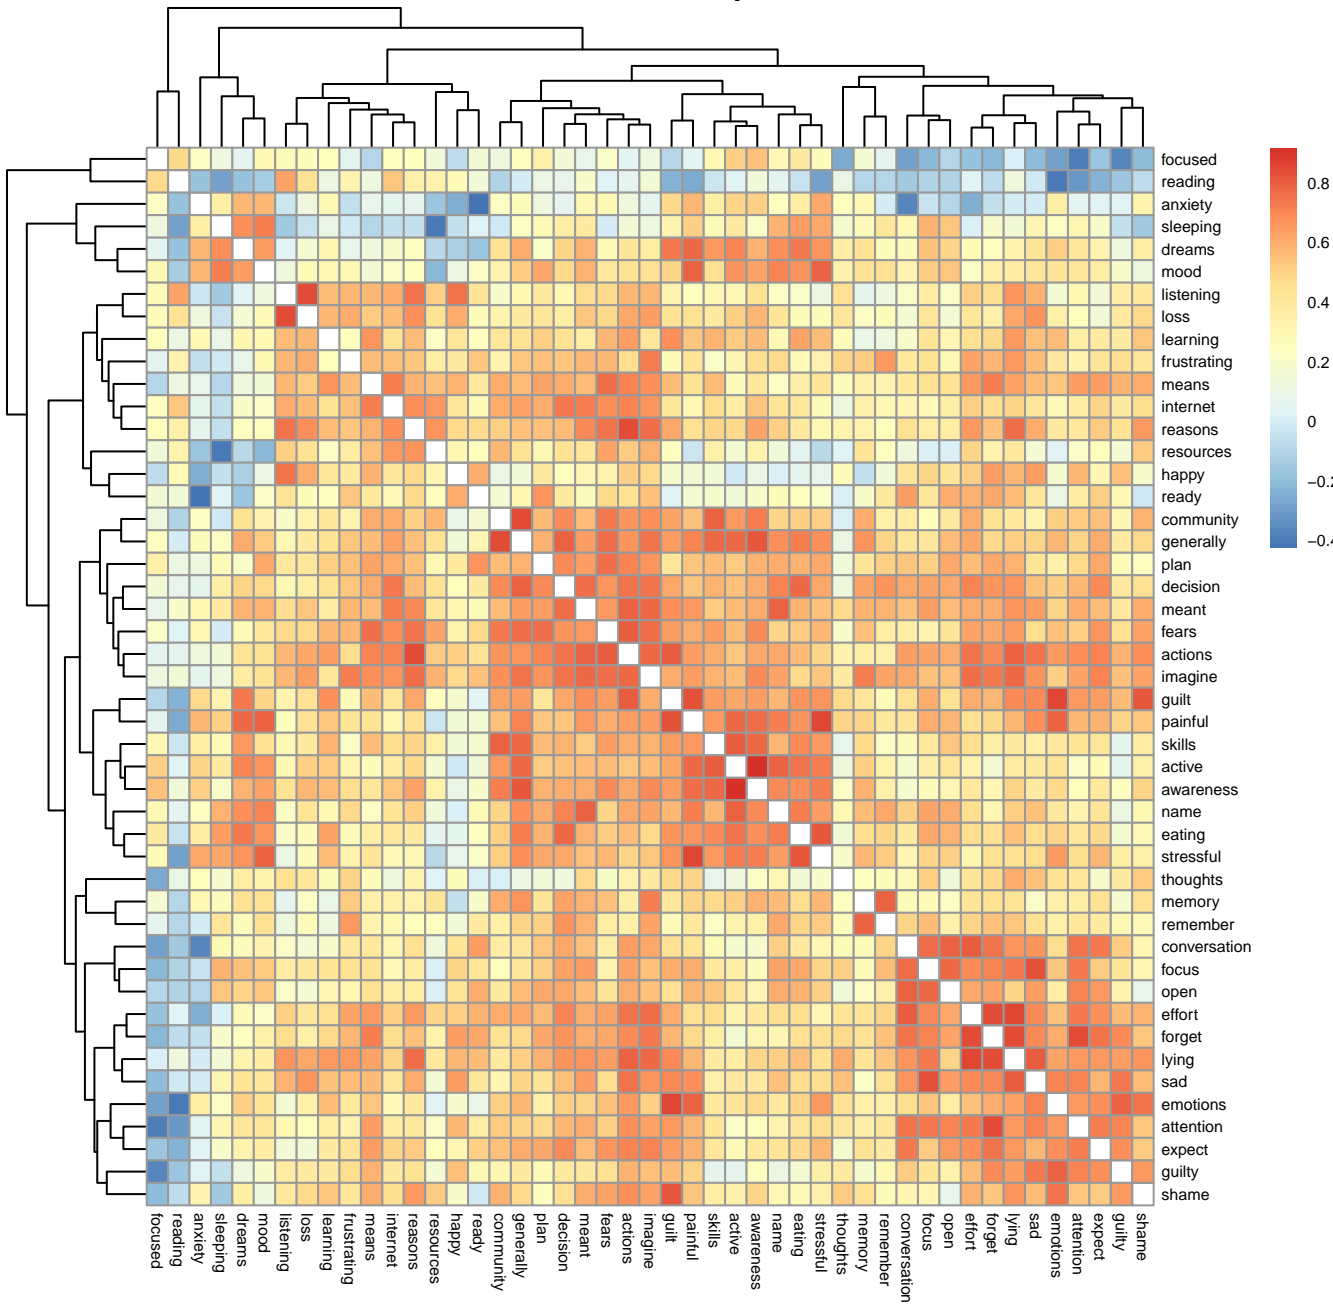 focused
reading
anxiety
sleeping
dreams
mood
listening
loss
learning
frustrating
means
internet
reasons
resources
happy
ready
community
generally
plan
decision
meant
fears
actions
imagine
guilt
painful
skills
active
awareness
name
eating
stressful
thoughts
memory
remember
conversation
focus
open
effort
forget
lying
sad
emotions
attention
expect
guilty
shame
0.8
0.6
0.4
0.2
0
−0.2
−0.4
focused
reading
anxiety
sleeping
dreams
mood
listening
loss
learning
frustrating
means
internet
reasons
resources
happy
ready
community
generally
plan
decision
meant
fears
actions
imagine
guilt
painful
skills
active
awareness
name
eating
stressful
thoughts
memory
remember
conversation
focus
open
effort
forget
lying
sad
emotions
attention
expect
guilty
shame